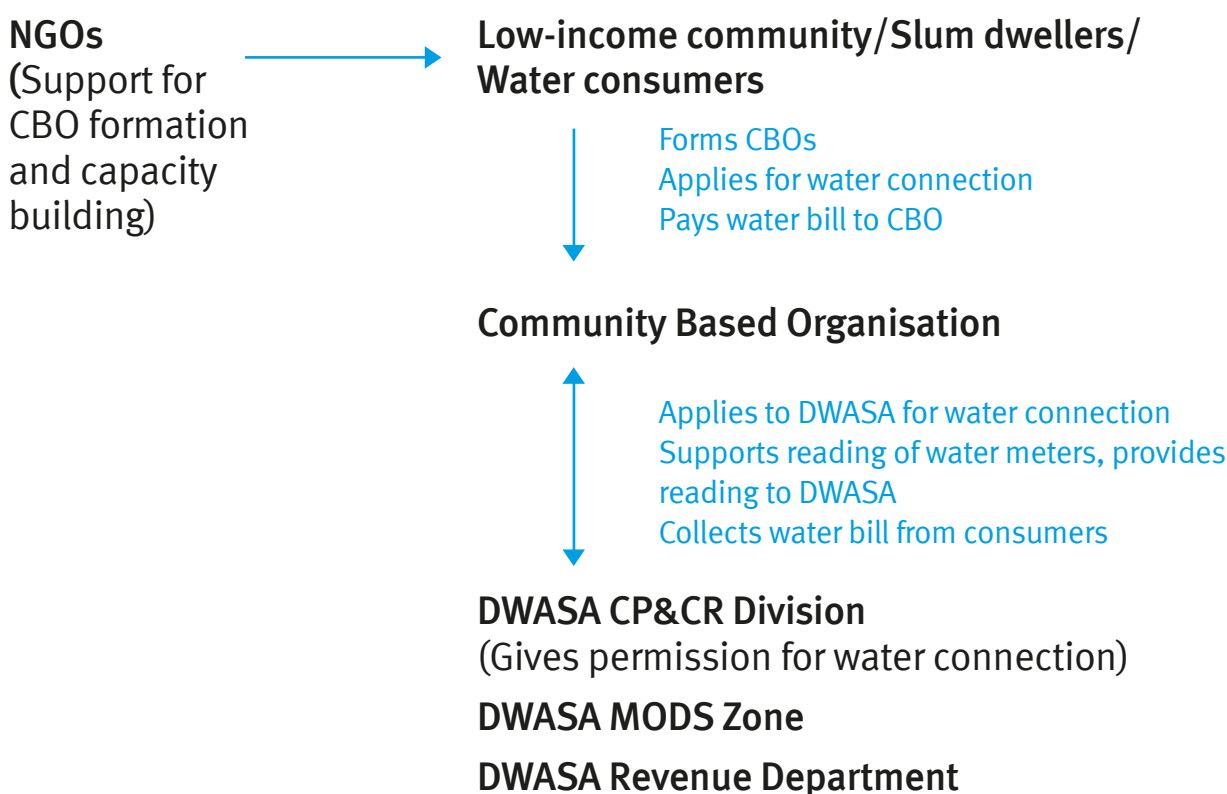 NGOs
(Support for
CBO formation
and capacity
building)
Low-income community/Slum dwellers/
Water consumers
Forms CBOs
Applies for water connection
Pays water bill to CBO
Community Based Organisation
Applies to DWASA for water connection
Supports reading of water meters, provides
reading to DWASA
Collects water bill from consumers
DWASA CP&CR Division
(Gives permission for water connection)
DWASA MODS Zone
DWASA Revenue Department